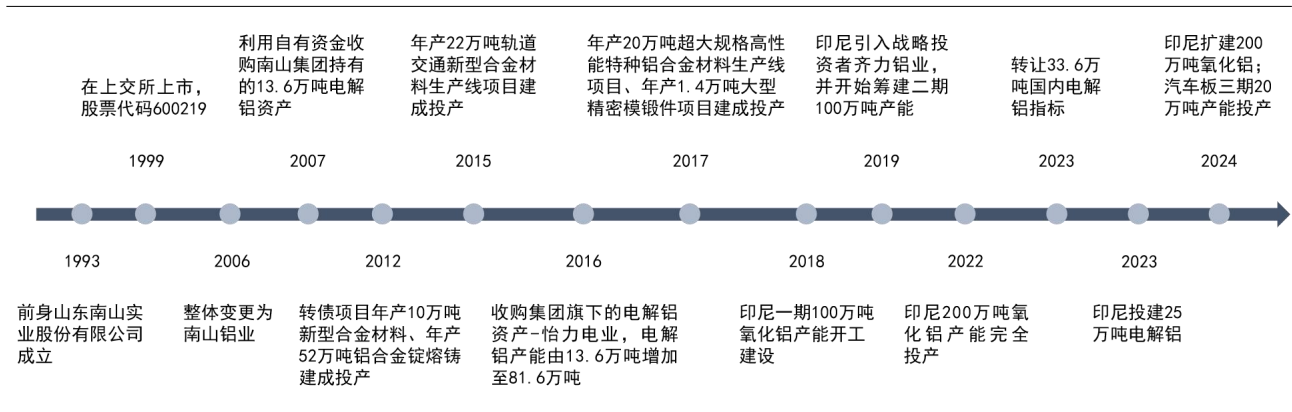 在上交所上市，
股票代码600219
1999
利用自有资金收
购南山集团持有
的13.6万吨电解
铝资产
2007
年产22万吨轨道
交通新型合金材
料生产线项目建
成投产
2015
年产20万吨超大规格高性
能特种铝合金材料生产线
项目、年产1.4万吨大型
精密模锻件项目建成投产
2017
印尼引入战略投
资者齐力铝业，
并开始筹建二期
100万吨产能
2019
转让33.6万
吨国内电解
铝指标
2023
印尼扩建200
万吨氧化铝；
汽车板三期20
万吨产能投产
2024
1993
前身山东南山实
业股份有限公司
成立
2006
整体变更为
南山铝业
2012
转债项目年产10万吨
新型合金材料、年产
52万吨铝合金锭熔铸
建成投产
2016
收购集团旗下的电解铝
资产-怡力电业，电解
铝产能由13.6万吨增加
至81.6万吨
2018
印尼一期100万吨
氧化铝产能开工
建设
2022
印尼200万吨氧
化铝产能完全
投产
2023
印尼投建25
万吨电解铝